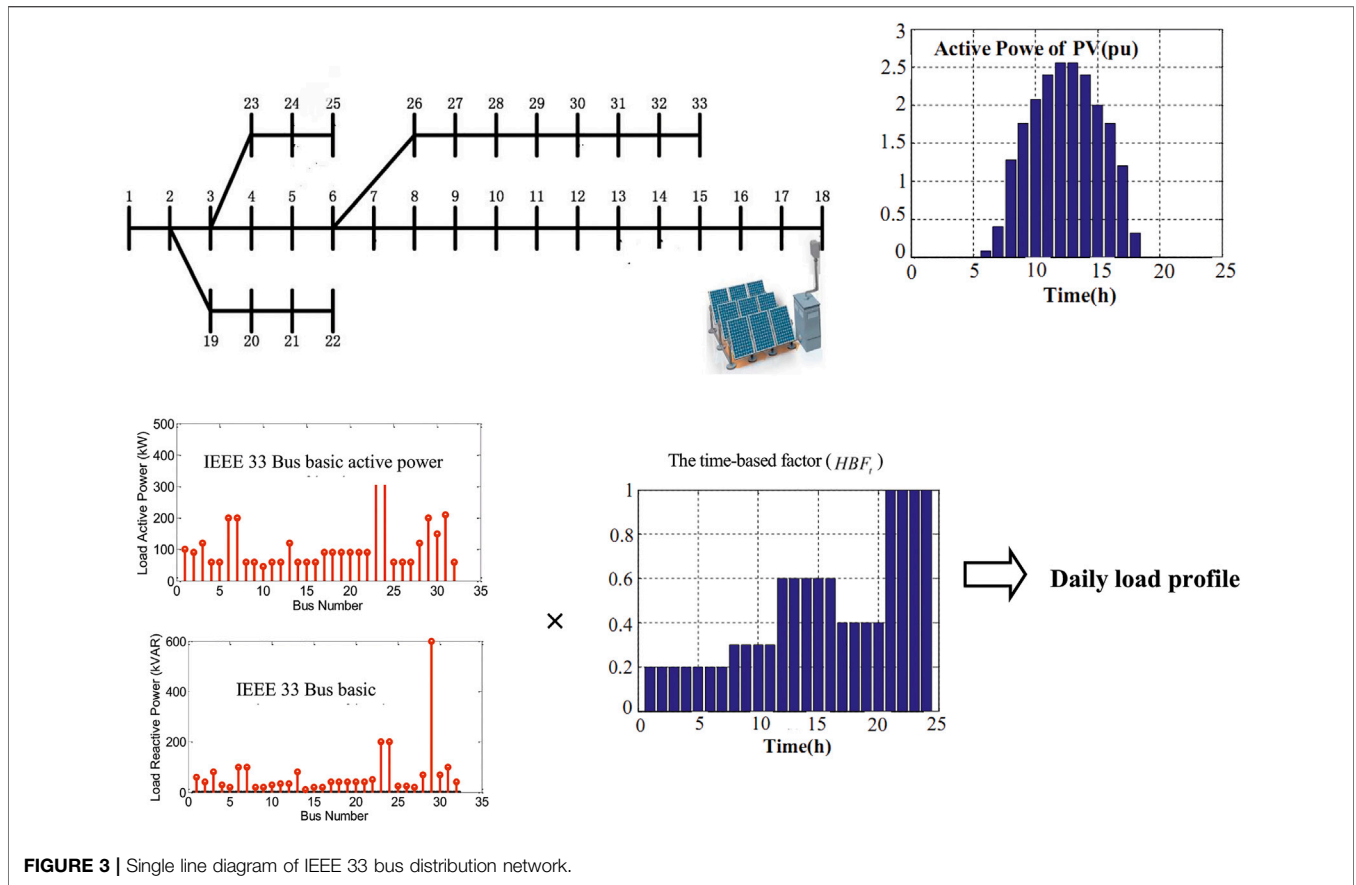 3
2.5
2
1.5
1
0.5
0
Active Powe of PV(pu)
0 5 10 15 20 25
Time(h)
23 24 25
26 27 28 29 30 31 32 33
1 2 3 4 5 6 7 8 9 10 11 12 13 14 15 16 17 18
19 20 21 22
500
400
300
200
100
0
Load Active Power (kW)
IEEE 33 Bus basic active power
0 5 10 15 20 25 30 35
Bus Number
600
400
200
0
Load Reactive Power (kVAR)
IEEE 33 Bus basic
0 5 10 15 20 25 30 35
Bus Number
×
The time-based factor ( HBFt )
1
0.8
0.6
0.4
0.2
0
0 5 10 15 20 25
Time(h)
Daily load profile
FIGURE 3 | Single line diagram of IEEE 33 bus distribution network.